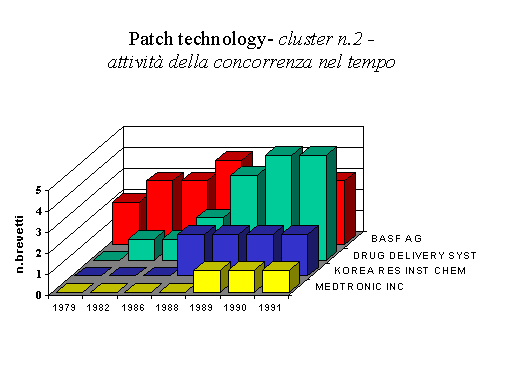 Patch technology- cluster n.2 -
attività della concorrenza nel tempo
5
4
3
2
1
0
n.brevetti
1979 1982 1986 1988 1989 1990 1991
BASF AG
DRUG DELIVERY SYST
KOREA RES INST CHEM
MEDTRONIC INC